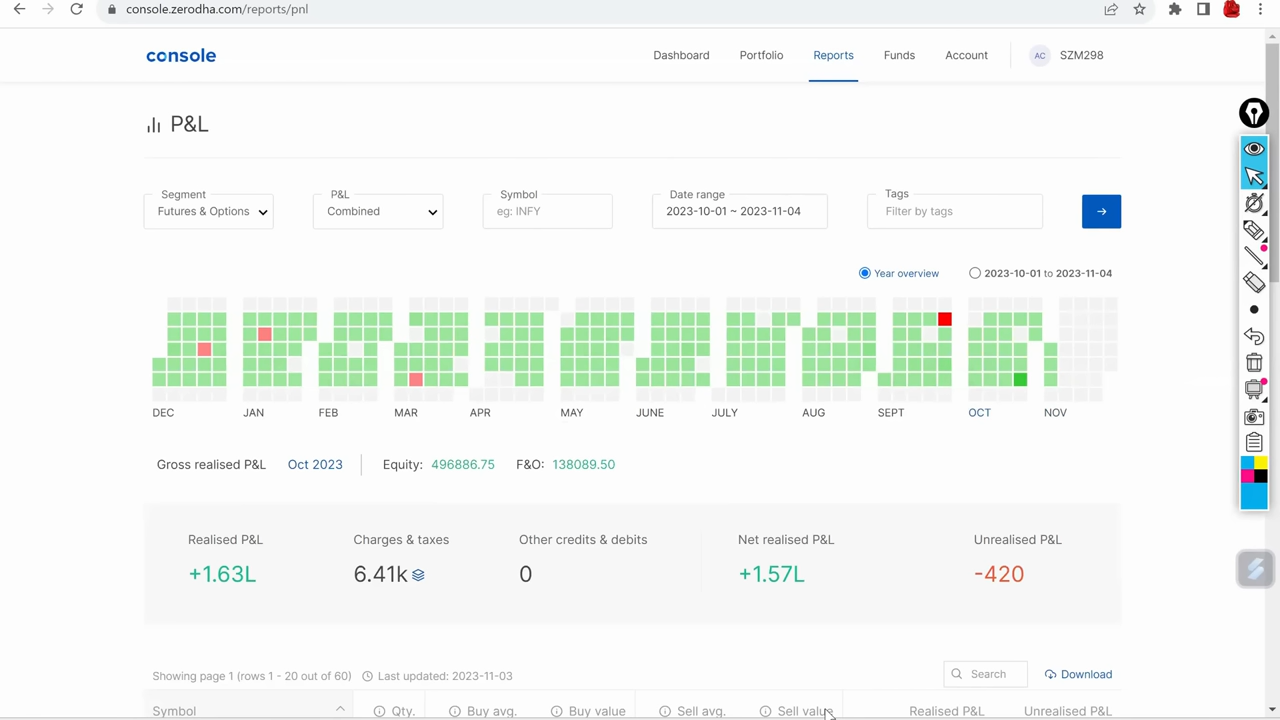 console.zerodha.com/reports/pnl
console
Dashboard
Portfolio
Reports
Funds
Account
AC
SZM298
P&L
Segment
Futures & Options
P&L
Combined
Symbol
eg: INFY
Date range
2023-10-01 ~ 2023-11-04
Tags
Filter by tags
Year overview
2023-10-01 to 2023-11-04
DEC JAN FEB MAR APR MAY JUNE JULY AUG SEPT OCT NOV
Gross realised P&L Oct 2023 Equity: 496886.75 F&O: 138089.50
Realised P&L
+1.63L
Charges & taxes
6.41k
Other credits & debits
0
Net realised P&L
+1.57L
Unrealised P&L
-420
Showing page 1 (rows 1 - 20 out of 60) Last updated: 2023-11-03
Search
Download
Symbol Qty. Buy avg. Buy value Sell avg. Sell value Realised P&L Unrealised P&L